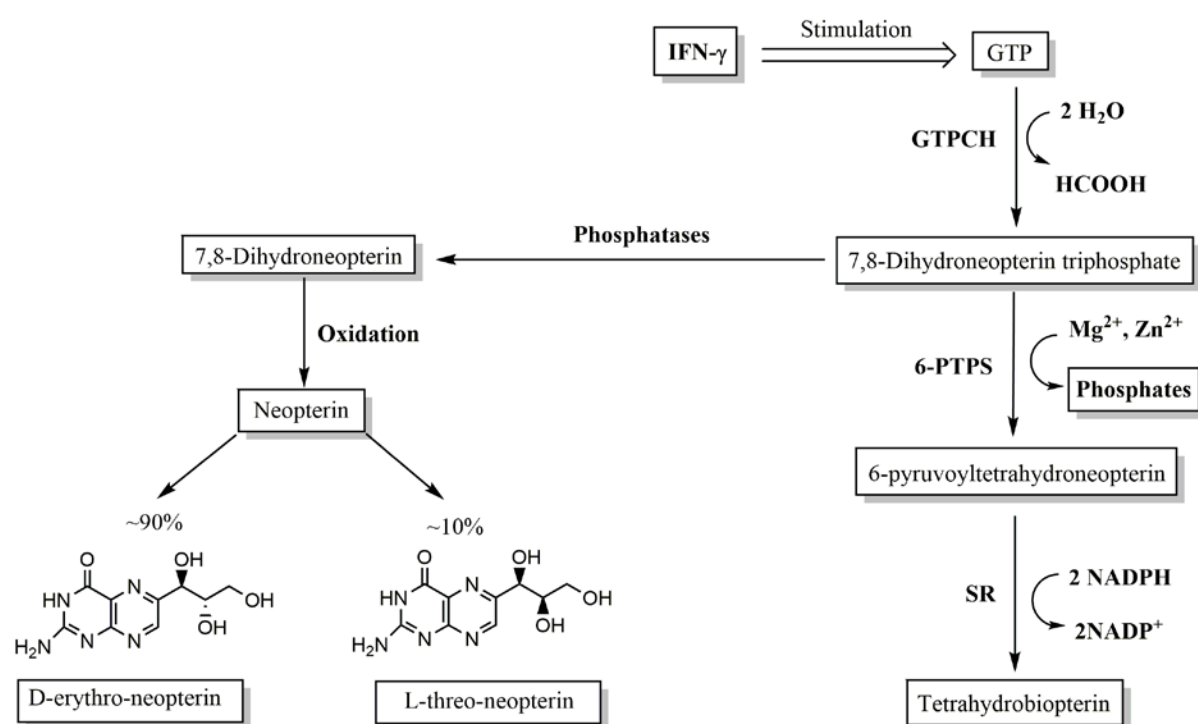 Stimulation
IFN-γ
GTP
2 H₂O
GTPCH
HCOOH
Phosphatases
7,8-Dihydroneopterin
7,8-Dihydroneopterin triphosphate
Oxidation
Mg²⁺, Zn²⁺
6-PTPS
Phosphates
Neopterin
6-pyruvoyltetrahydroneopterin
~90%
~10%
O
OH
N
HN
OH
OH
H₂N
N
N
O
OH
N
HN
OH
OH
H₂N
N
N
2 NADPH
SR
2NADP⁺
D-erythro-neopterin
L-threo-neopterin
Tetrahydrobiopterin